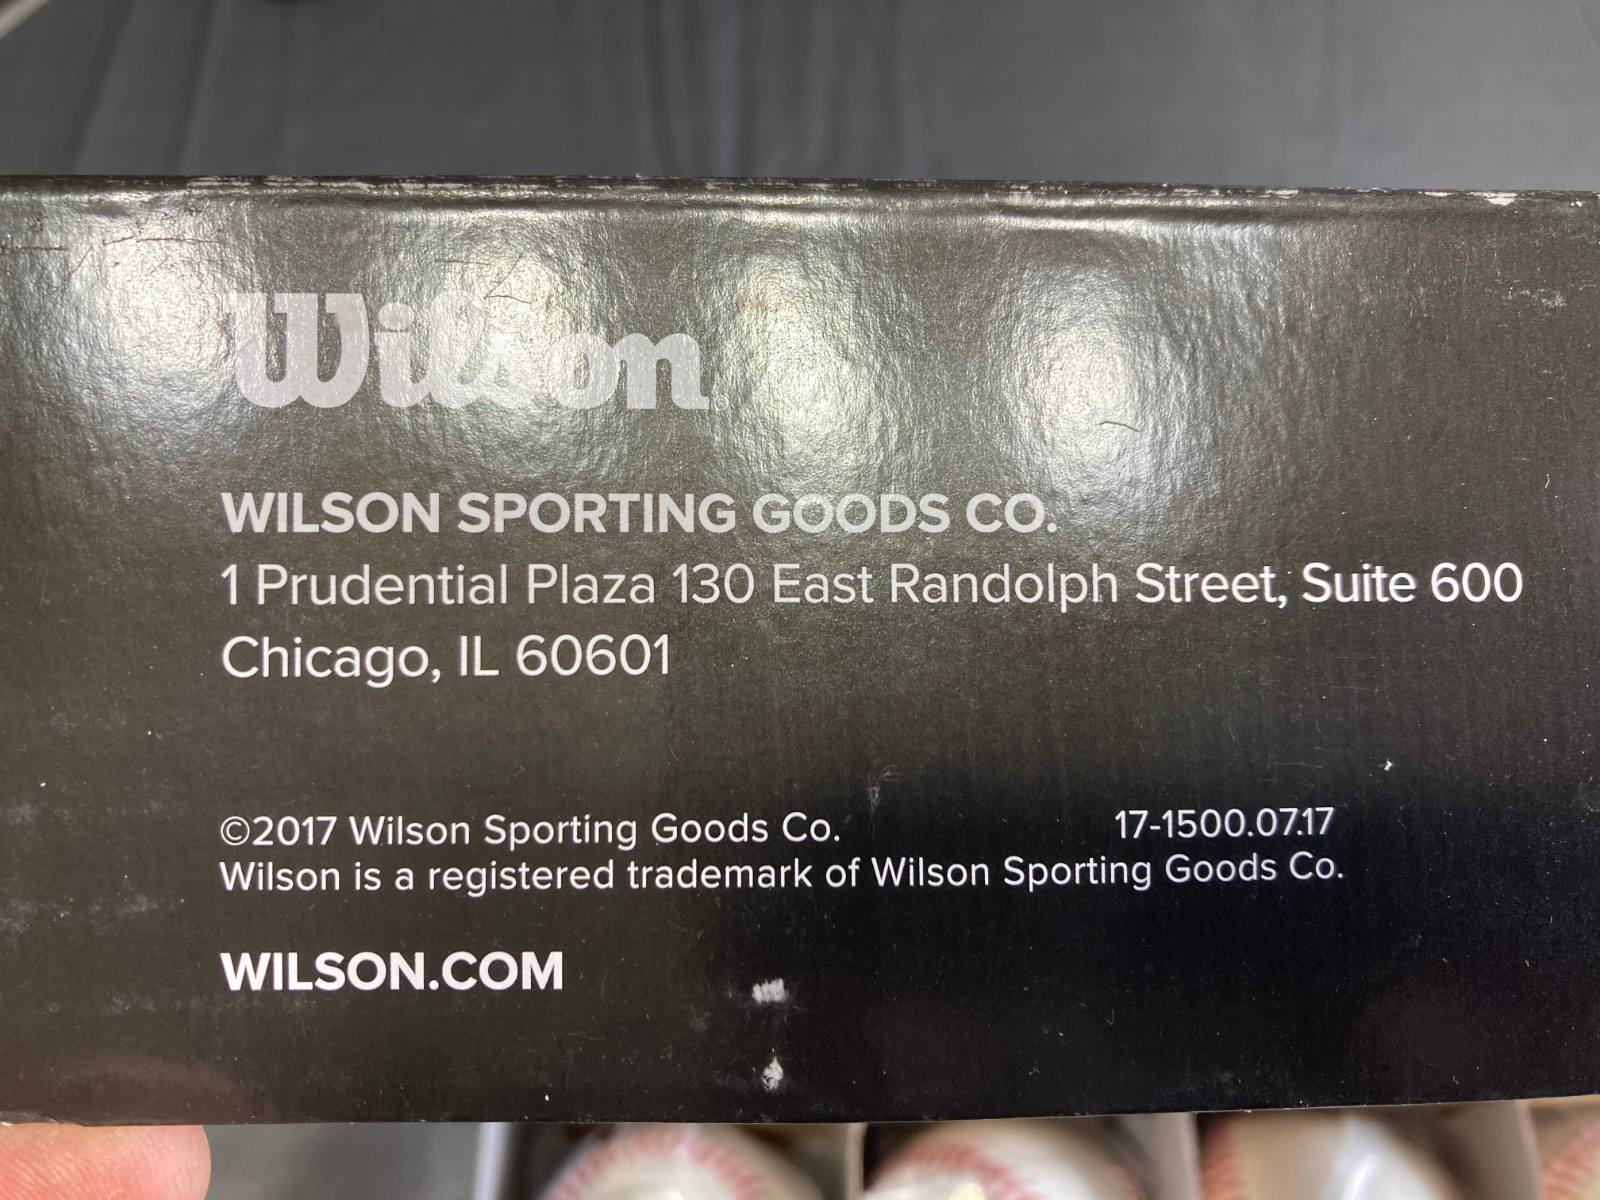 Wilson
WILSON SPORTING GOODS CO.
1 Prudential Plaza 130 East Randolph Street, Suite 600
Chicago, IL 60601
©2017 Wilson Sporting Goods Co. 17-1500.07.17
Wilson is a registered trademark of Wilson Sporting Goods Co.
WILSON.COM